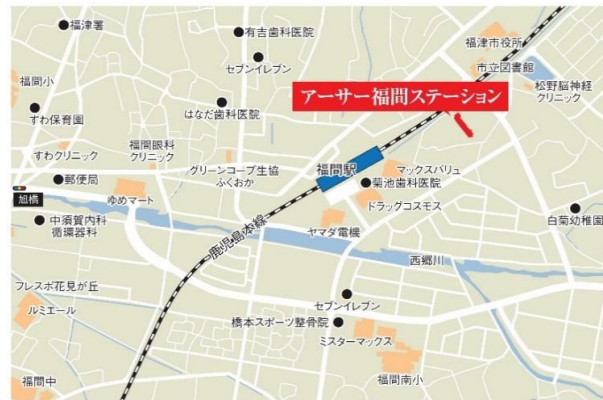 福津署
有吉歯科医院
セブンイレブン
福津市役所
市立図書館
松野脳神経
クリニック
福間小
アーサー福間ステーション
すわ保育園
はなだ歯科医院
福間眼科
クリニック
すわクリニック
グリーンコープ生協
ふくおか
福間駅
マックスバリュ
菊池歯科医院
ドラッグコスモス
郵便局
旭橋
ゆめマート
中須賀内科
循環器科
鹿児島本線
ヤマダ電機
白菊幼稚園
西郷川
フレスポ花見が丘
ルミエール
セブンイレブン
橋本スポーツ整骨院
ミスターマックス
福間中
福間南小